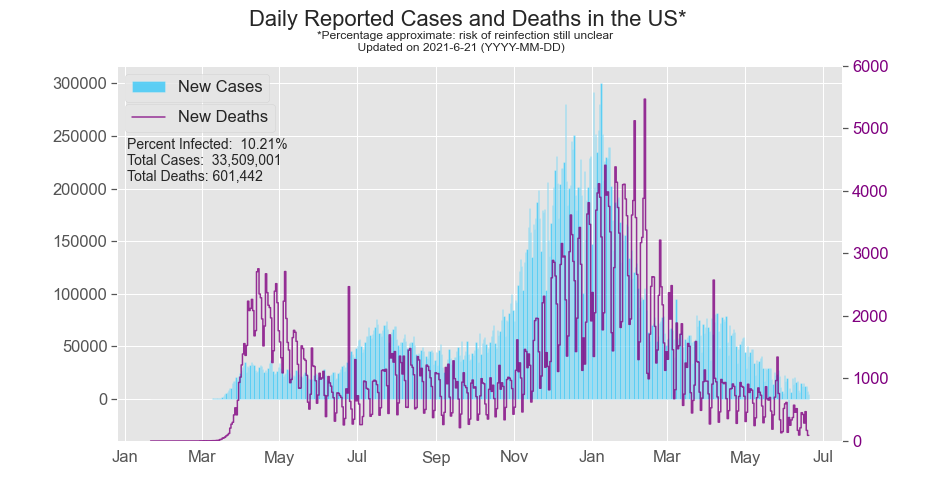 Daily Reported Cases and Deaths in the US*
*Percentage approximate: risk of reinfection still unclear
Updated on 2021-6-21 (YYYY-MM-DD)
New Cases
New Deaths
Percent Infected: 10.21%
Total Cases: 33,509,001
Total Deaths: 601,442
300000
250000
200000
150000
100000
50000
0
6000
5000
4000
3000
2000
1000
0
Jan Mar May Jul Sep Nov Jan Mar May Jul